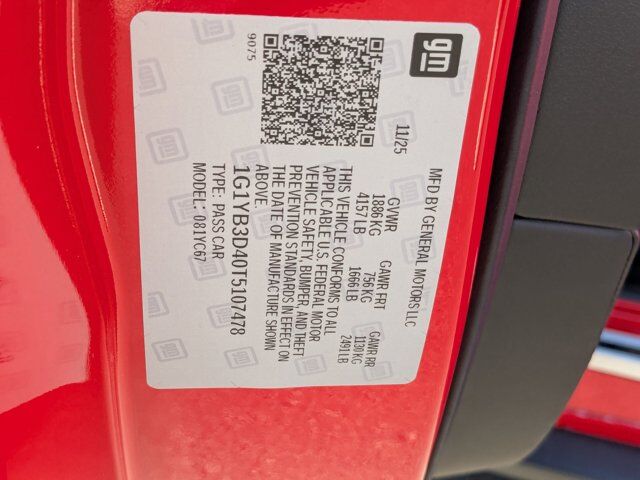 gm
11/25
9075
MFD BY GENERAL MOTORS LLC
GVWR GAWR FRT GAWR RR
1886 KG 756 KG 1130 KG
4157 LB 1666 LB 2491 LB
THIS VEHICLE CONFORMS TO ALL
APPLICABLE U.S. FEDERAL MOTOR
VEHICLE SAFETY, BUMPER, AND THEFT
PREVENTION STANDARDS IN EFFECT ON
THE DATE OF MANUFACTURE SHOWN
ABOVE.
1G1YB3D40T5107478
TYPE: PASS CAR
MODEL: 081YC67